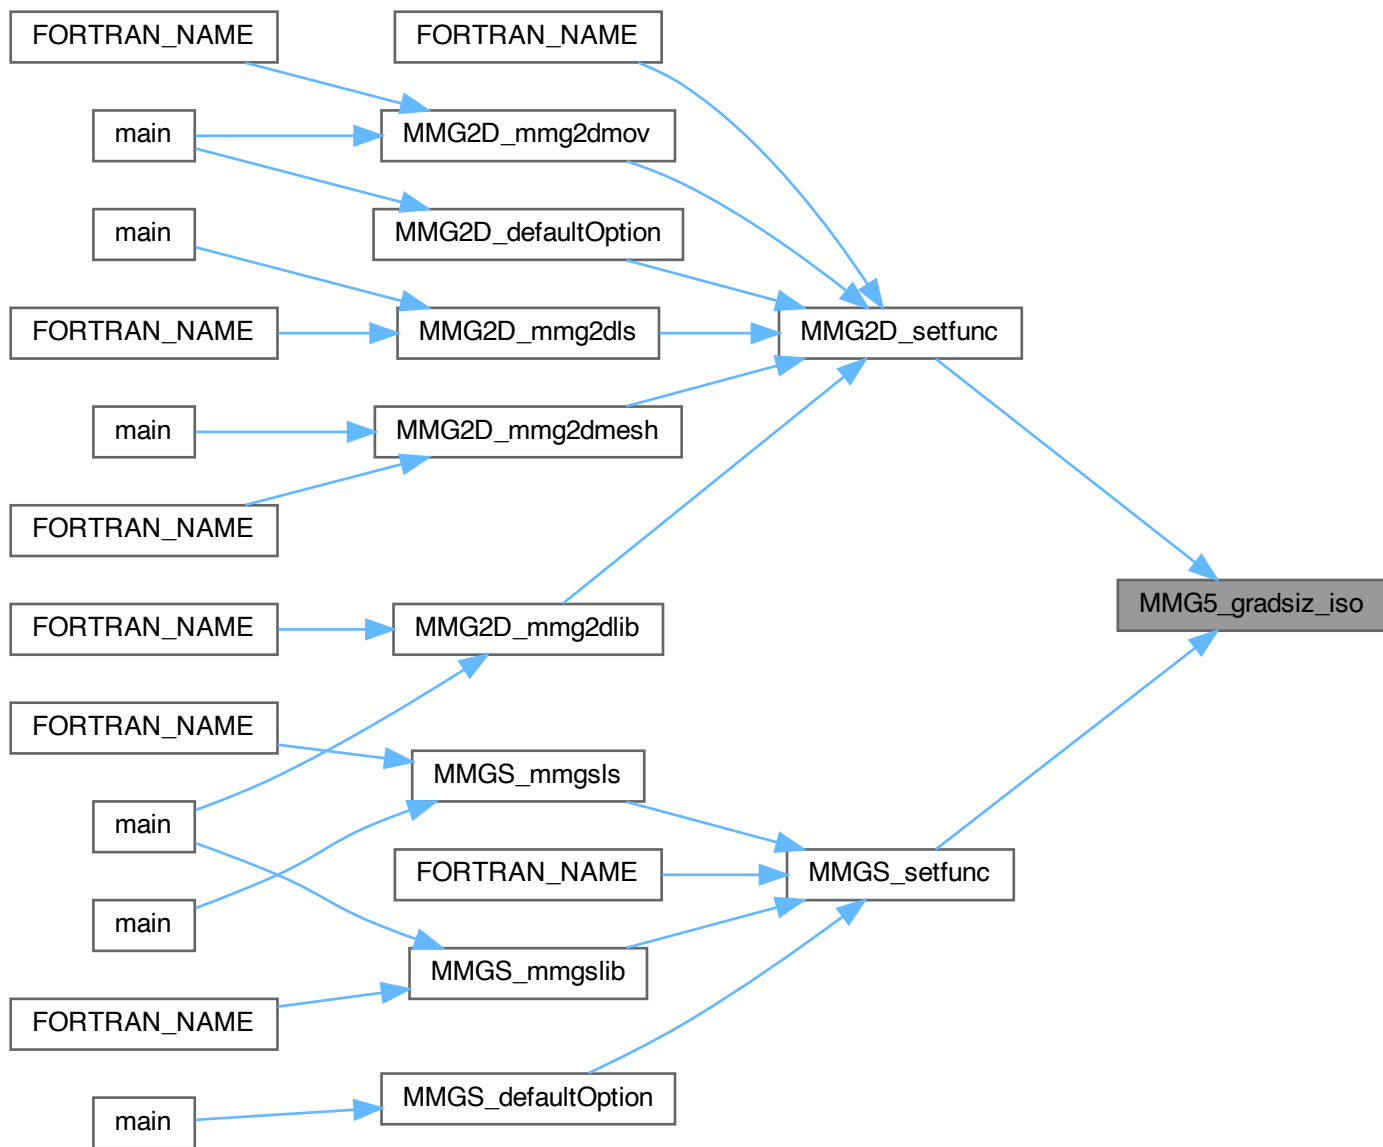 FORTRAN_NAME
FORTRAN_NAME
main
MMG2D_mmg2dmov
main
MMG2D_defaultOption
FORTRAN_NAME
MMG2D_mmg2dls
MMG2D_setfunc
main
MMG2D_mmg2dmesh
FORTRAN_NAME
MMG5_gradsiz_iso
FORTRAN_NAME
MMG2D_mmg2dlib
FORTRAN_NAME
MMGS_mmgsls
main
FORTRAN_NAME
MMGS_setfunc
main
MMGS_mmgslib
FORTRAN_NAME
MMGS_defaultOption
main